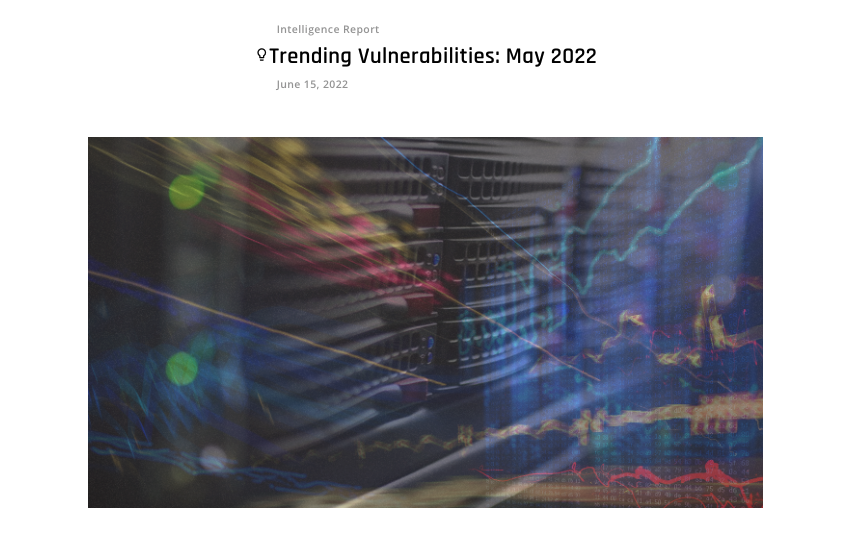 Intelligence Report
Trending Vulnerabilities: May 2022
June 15, 2022